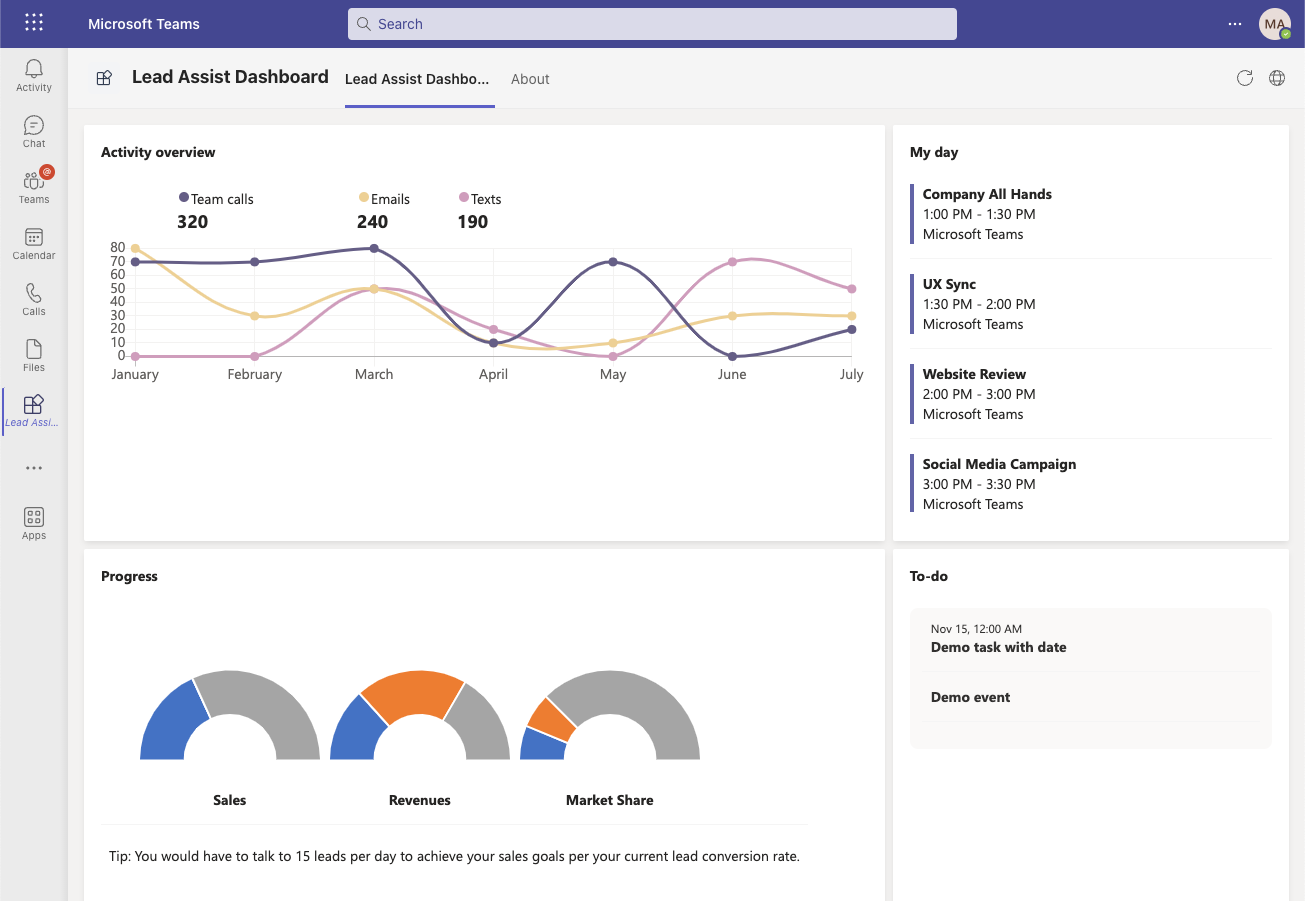 Microsoft Teams
Search
MA
Activity
Chat
@
Teams
Calendar
Calls
Files
Lead Assi...
Apps
Lead Assist Dashboard
Lead Assist Dashbo...
About
Activity overview
Team calls
320
Emails
240
Texts
190
80
70
60
50
40
30
20
10
0
January February March April May June July
My day
Company All Hands
1:00 PM - 1:30 PM
Microsoft Teams
UX Sync
1:30 PM - 2:00 PM
Microsoft Teams
Website Review
2:00 PM - 3:00 PM
Microsoft Teams
Social Media Campaign
3:00 PM - 3:30 PM
Microsoft Teams
Progress
Sales Revenues Market Share
Tip: You would have to talk to 15 leads per day to achieve your sales goals per your current lead conversion rate.
To-do
Nov 15, 12:00 AM
Demo task with date
Demo event